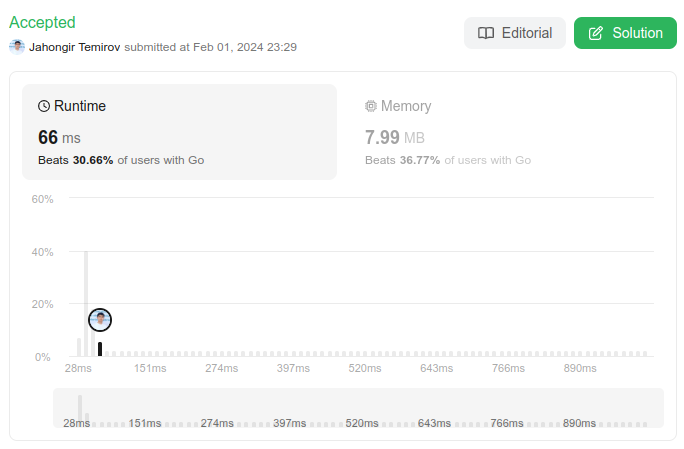 Accepted
Jahongir Temirov submitted at Feb 01, 2024 23:29
Editorial
Solution
Runtime
66 ms
Beats 30.66% of users with Go
Memory
7.99 MB
Beats 36.77% of users with Go
60%
40%
20%
0%
28ms 151ms 274ms 397ms 520ms 643ms 766ms 890ms
28ms 151ms 274ms 397ms 520ms 643ms 766ms 890ms